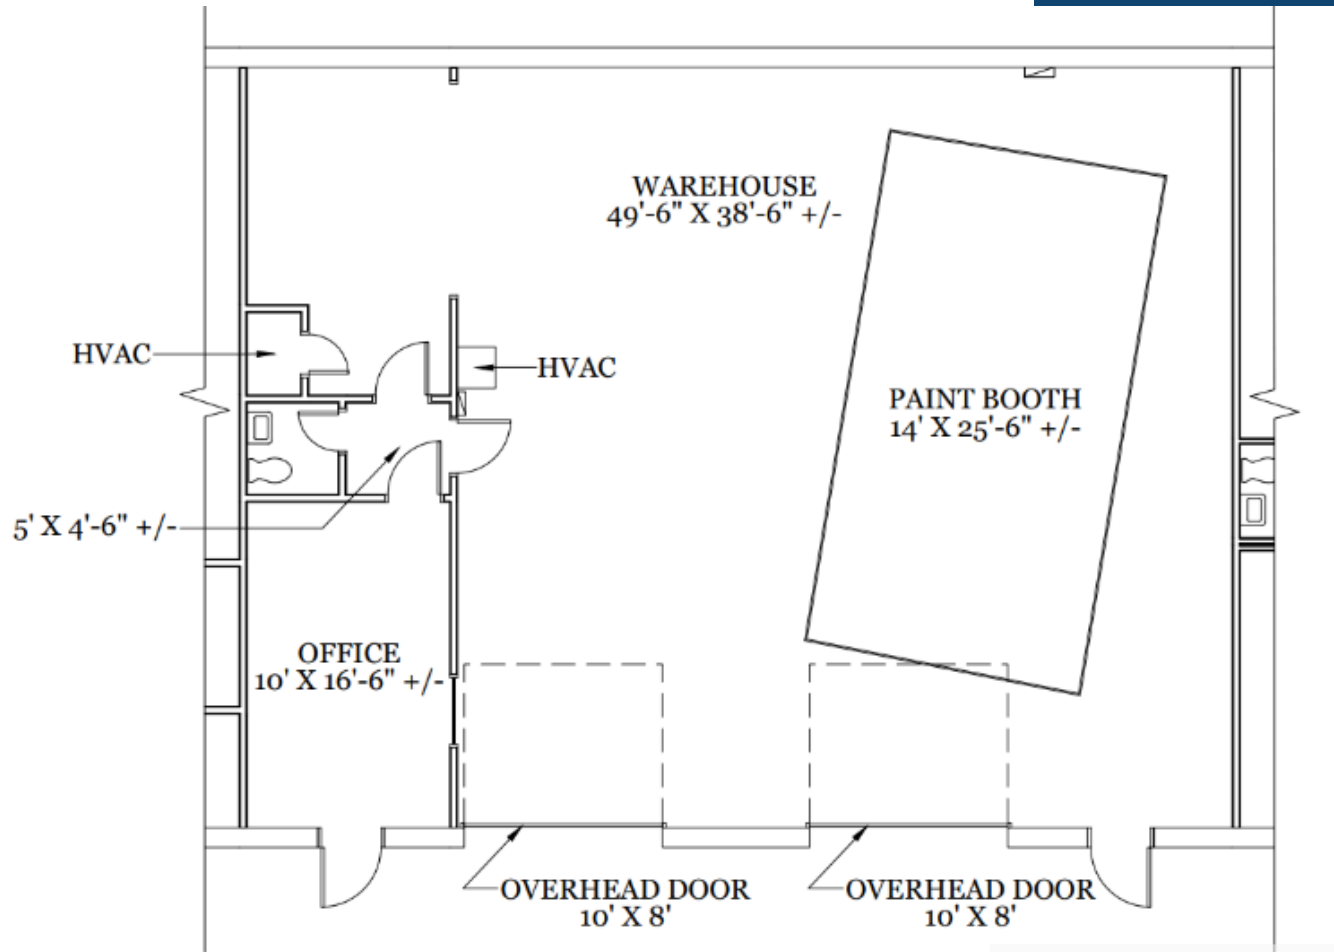 WAREHOUSE
49'-6" X 38'-6" +/-
HVAC
HVAC
PAINT BOOTH
14' X 25'-6" +/-
5' X 4'-6" +/-
OFFICE
10' X 16'-6" +/-
OVERHEAD DOOR
10' X 8'
OVERHEAD DOOR
10' X 8'